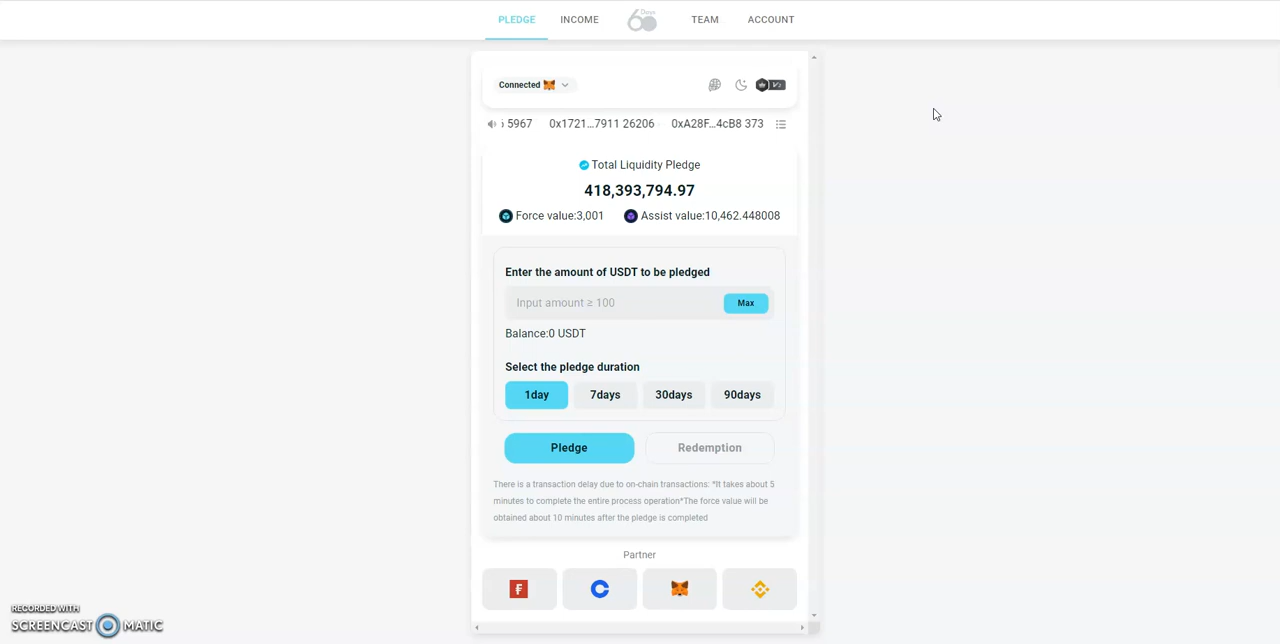 PLEDGE INCOME 60 Days TEAM ACCOUNT
Connected
5967 0x1721...7911 26206 0xA28F...4cB8 373
Total Liquidity Pledge
418,393,794.97
Force value:3,001 Assist value:10,462.448008
Enter the amount of USDT to be pledged
Input amount ≥ 100 Max
Balance:0 USDT
Select the pledge duration
1day 7days 30days 90days
Pledge Redemption
There is a transaction delay due to on-chain transactions: *It takes about 5
minutes to complete the entire process operation*The force value will be
obtained about 10 minutes after the pledge is completed
Partner
RECORDED WITH
SCREENCAST MATIC